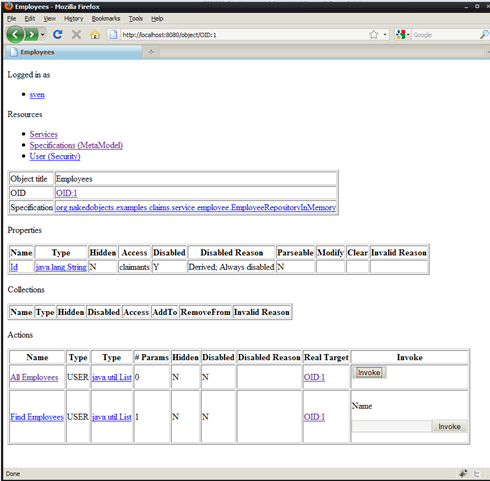 Employees - Mozilla Firefox
File Edit View History Bookmarks Tools Help
http://localhost:8080/object/OID:1
Google
Employees
Logged in as
sven
Resources
Services
Specifications (MetaModel)
User (Security)
Object title Employees
OID OID:1
Specification org.nakedobjects.examples.claims.service.employee.EmployeeRepositoryInMemory
Properties
Name Type Hidden Access Disabled Disabled Reason Parseable Modify Clear Invalid Reason
Id java.lang.String N claimants Y Derived; Always disabled N
Collections
Name Type Hidden Disabled Access AddTo RemoveFrom Invalid Reason
Actions
Name Type Type # Params Hidden Disabled Disabled Reason Real Target Invoke
All Employees USER java.util.List 0 N N OID:1 Invoke
Name
Find Employees USER java.util.List 1 N N OID:1
Invoke
Done